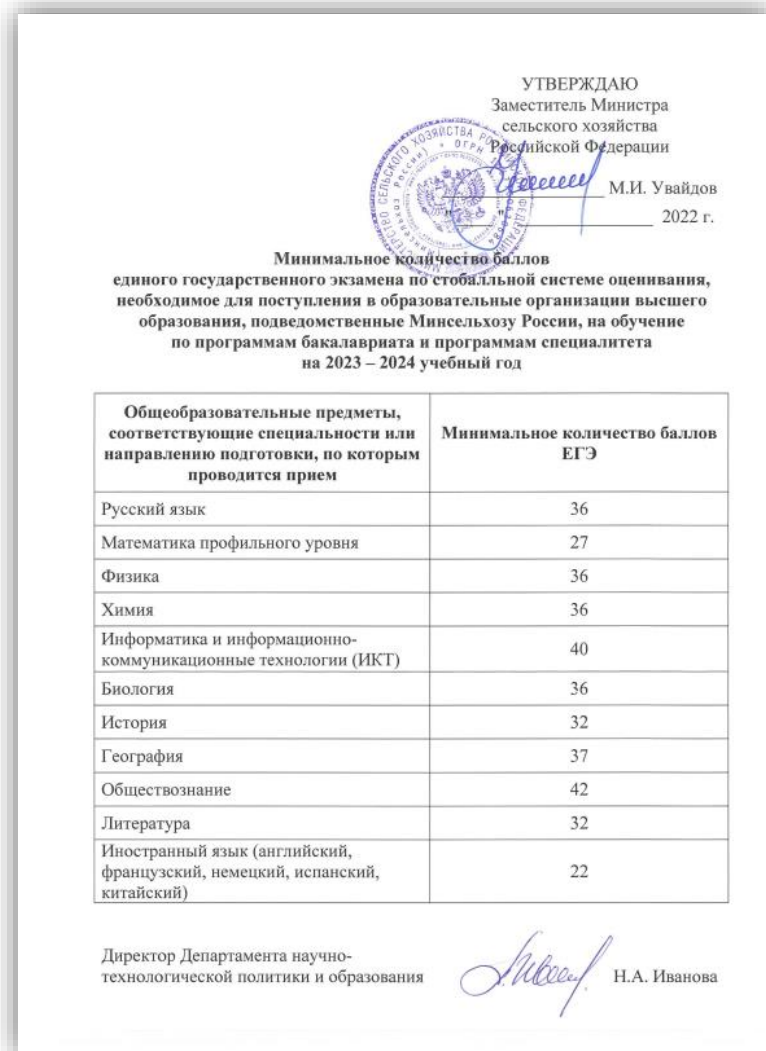 УТВЕРЖДАЮ
Заместитель Министра
сельского хозяйства
Российской Федерации
М.И. Увайдов
"____" ____________ 2022 г.
Минимальное количество баллов
единого государственного экзамена по стобалльной системе оценивания,
необходимое для поступления в образовательные организации высшего
образования, подведомственные Минсельхозу России, на обучение
по программам бакалавриата и программам специалитета
на 2023 – 2024 учебный год
Общеобразовательные предметы,
соответствующие специальности или
направлению подготовки, по которым
проводится прием
Минимальное количество баллов
ЕГЭ
Русский язык 36
Математика профильного уровня 27
Физика 36
Химия 36
Информатика и информационно-
коммуникационные технологии (ИКТ) 40
Биология 36
История 32
География 37
Обществознание 42
Литература 32
Иностранный язык (английский,
французский, немецкий, испанский,
китайский) 22
Директор Департамента научно-
технологической политики и образования Н.А. Иванова